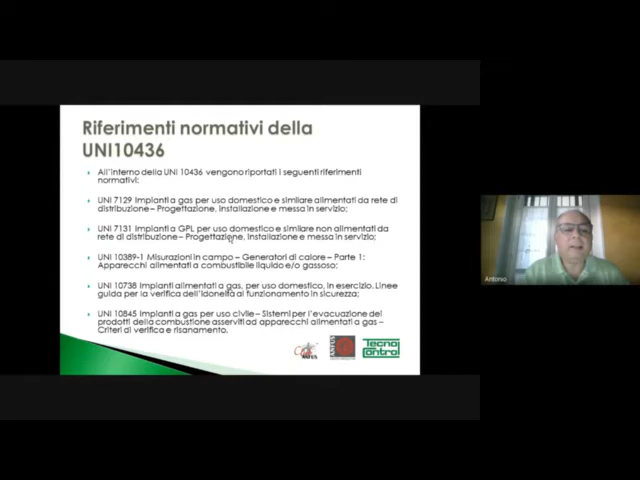 Riferimenti normativi della
UNI10436
All'interno della UNI 10436 vengono riportati i seguenti riferimenti
normativi:
UNI 7129 Impianti a gas per uso domestico e similare alimentati da rete di
distribuzione – Progettazione, installazione e messa in servizio;
UNI 7131 Impianti a GPL per uso domestico e similare non alimentati da
rete di distribuzione – Progettazione, installazione e messa in servizio;
UNI 10389-1 Misurazioni in campo – Generatori di calore – Parte 1:
Apparecchi alimentati a combustibile liquido e/o gassoso;
UNI 10738 Impianti alimentati a gas, per uso domestico, in esercizio. Linee
guida per la verifica dell'idoneità al funzionamento in sicurezza;
UNI 10845 Impianti a gas per uso civile – Sistemi per l'evacuazione dei
prodotti della combustione asserviti ad apparecchi alimentati a gas –
Criteri di verifica e risanamento.
ANFUS
Tecno
Control
Antonio